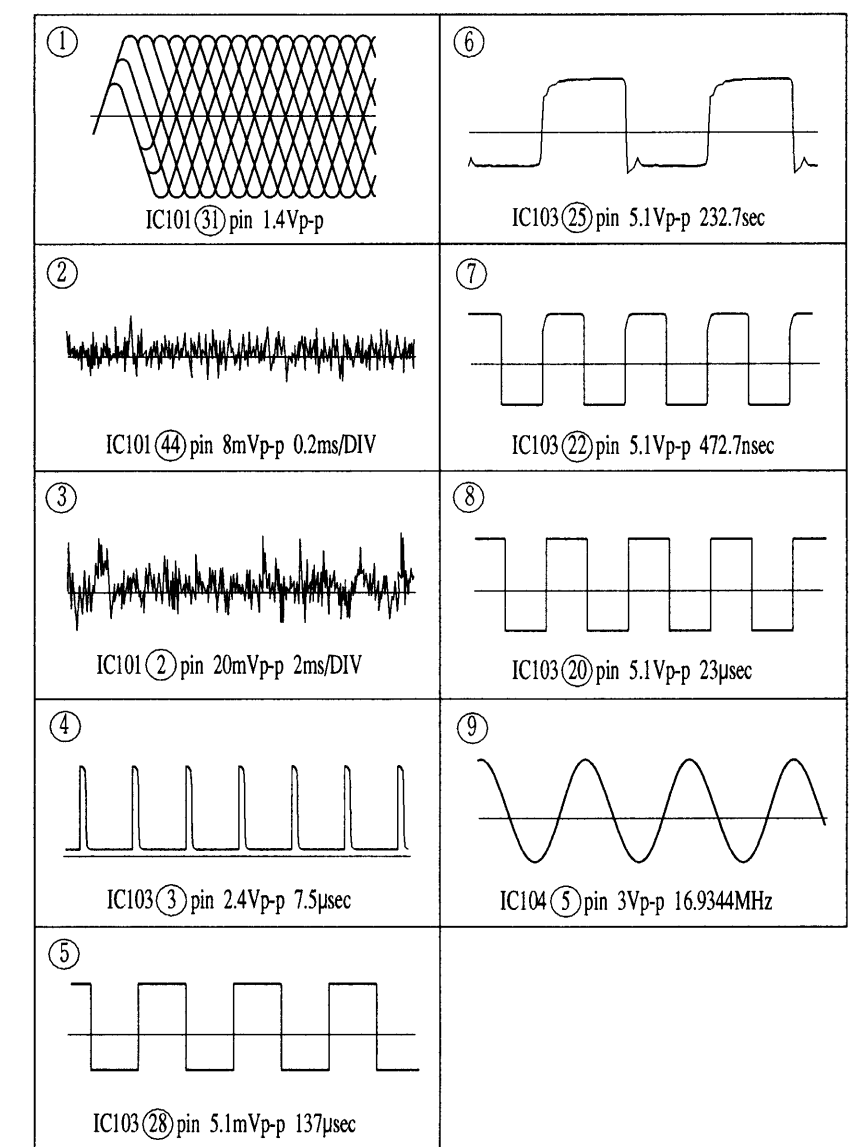 ①
IC101 ㉛ pin 1.4Vp-p
②
IC101 ㊹ pin 8mVp-p 0.2ms/DIV
③
IC101 ② pin 20mVp-p 2ms/DIV
④
IC103 ③ pin 2.4Vp-p 7.5µsec
⑤
IC103 ㉘ pin 5.1mVp-p 137µsec
⑥
IC103 ㉕ pin 5.1Vp-p 232.7sec
⑦
IC103 ㉒ pin 5.1Vp-p 472.7nsec
⑧
IC103 ⑳ pin 5.1Vp-p 23µsec
⑨
IC104 ⑤ pin 3Vp-p 16.9344MHz